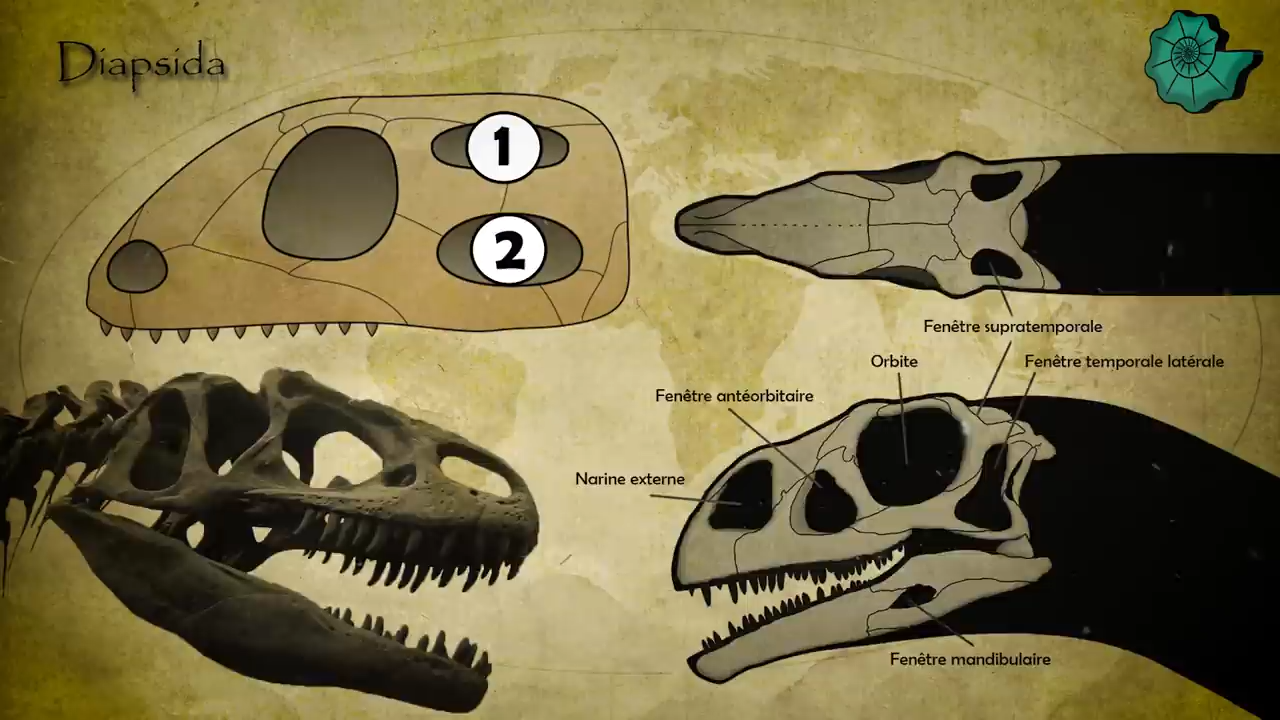 Diapsida
1
2
Fenêtre supratemporale
Orbite
Fenêtre temporale latérale
Fenêtre antéorbitaire
Narine externe
Fenêtre mandibulaire